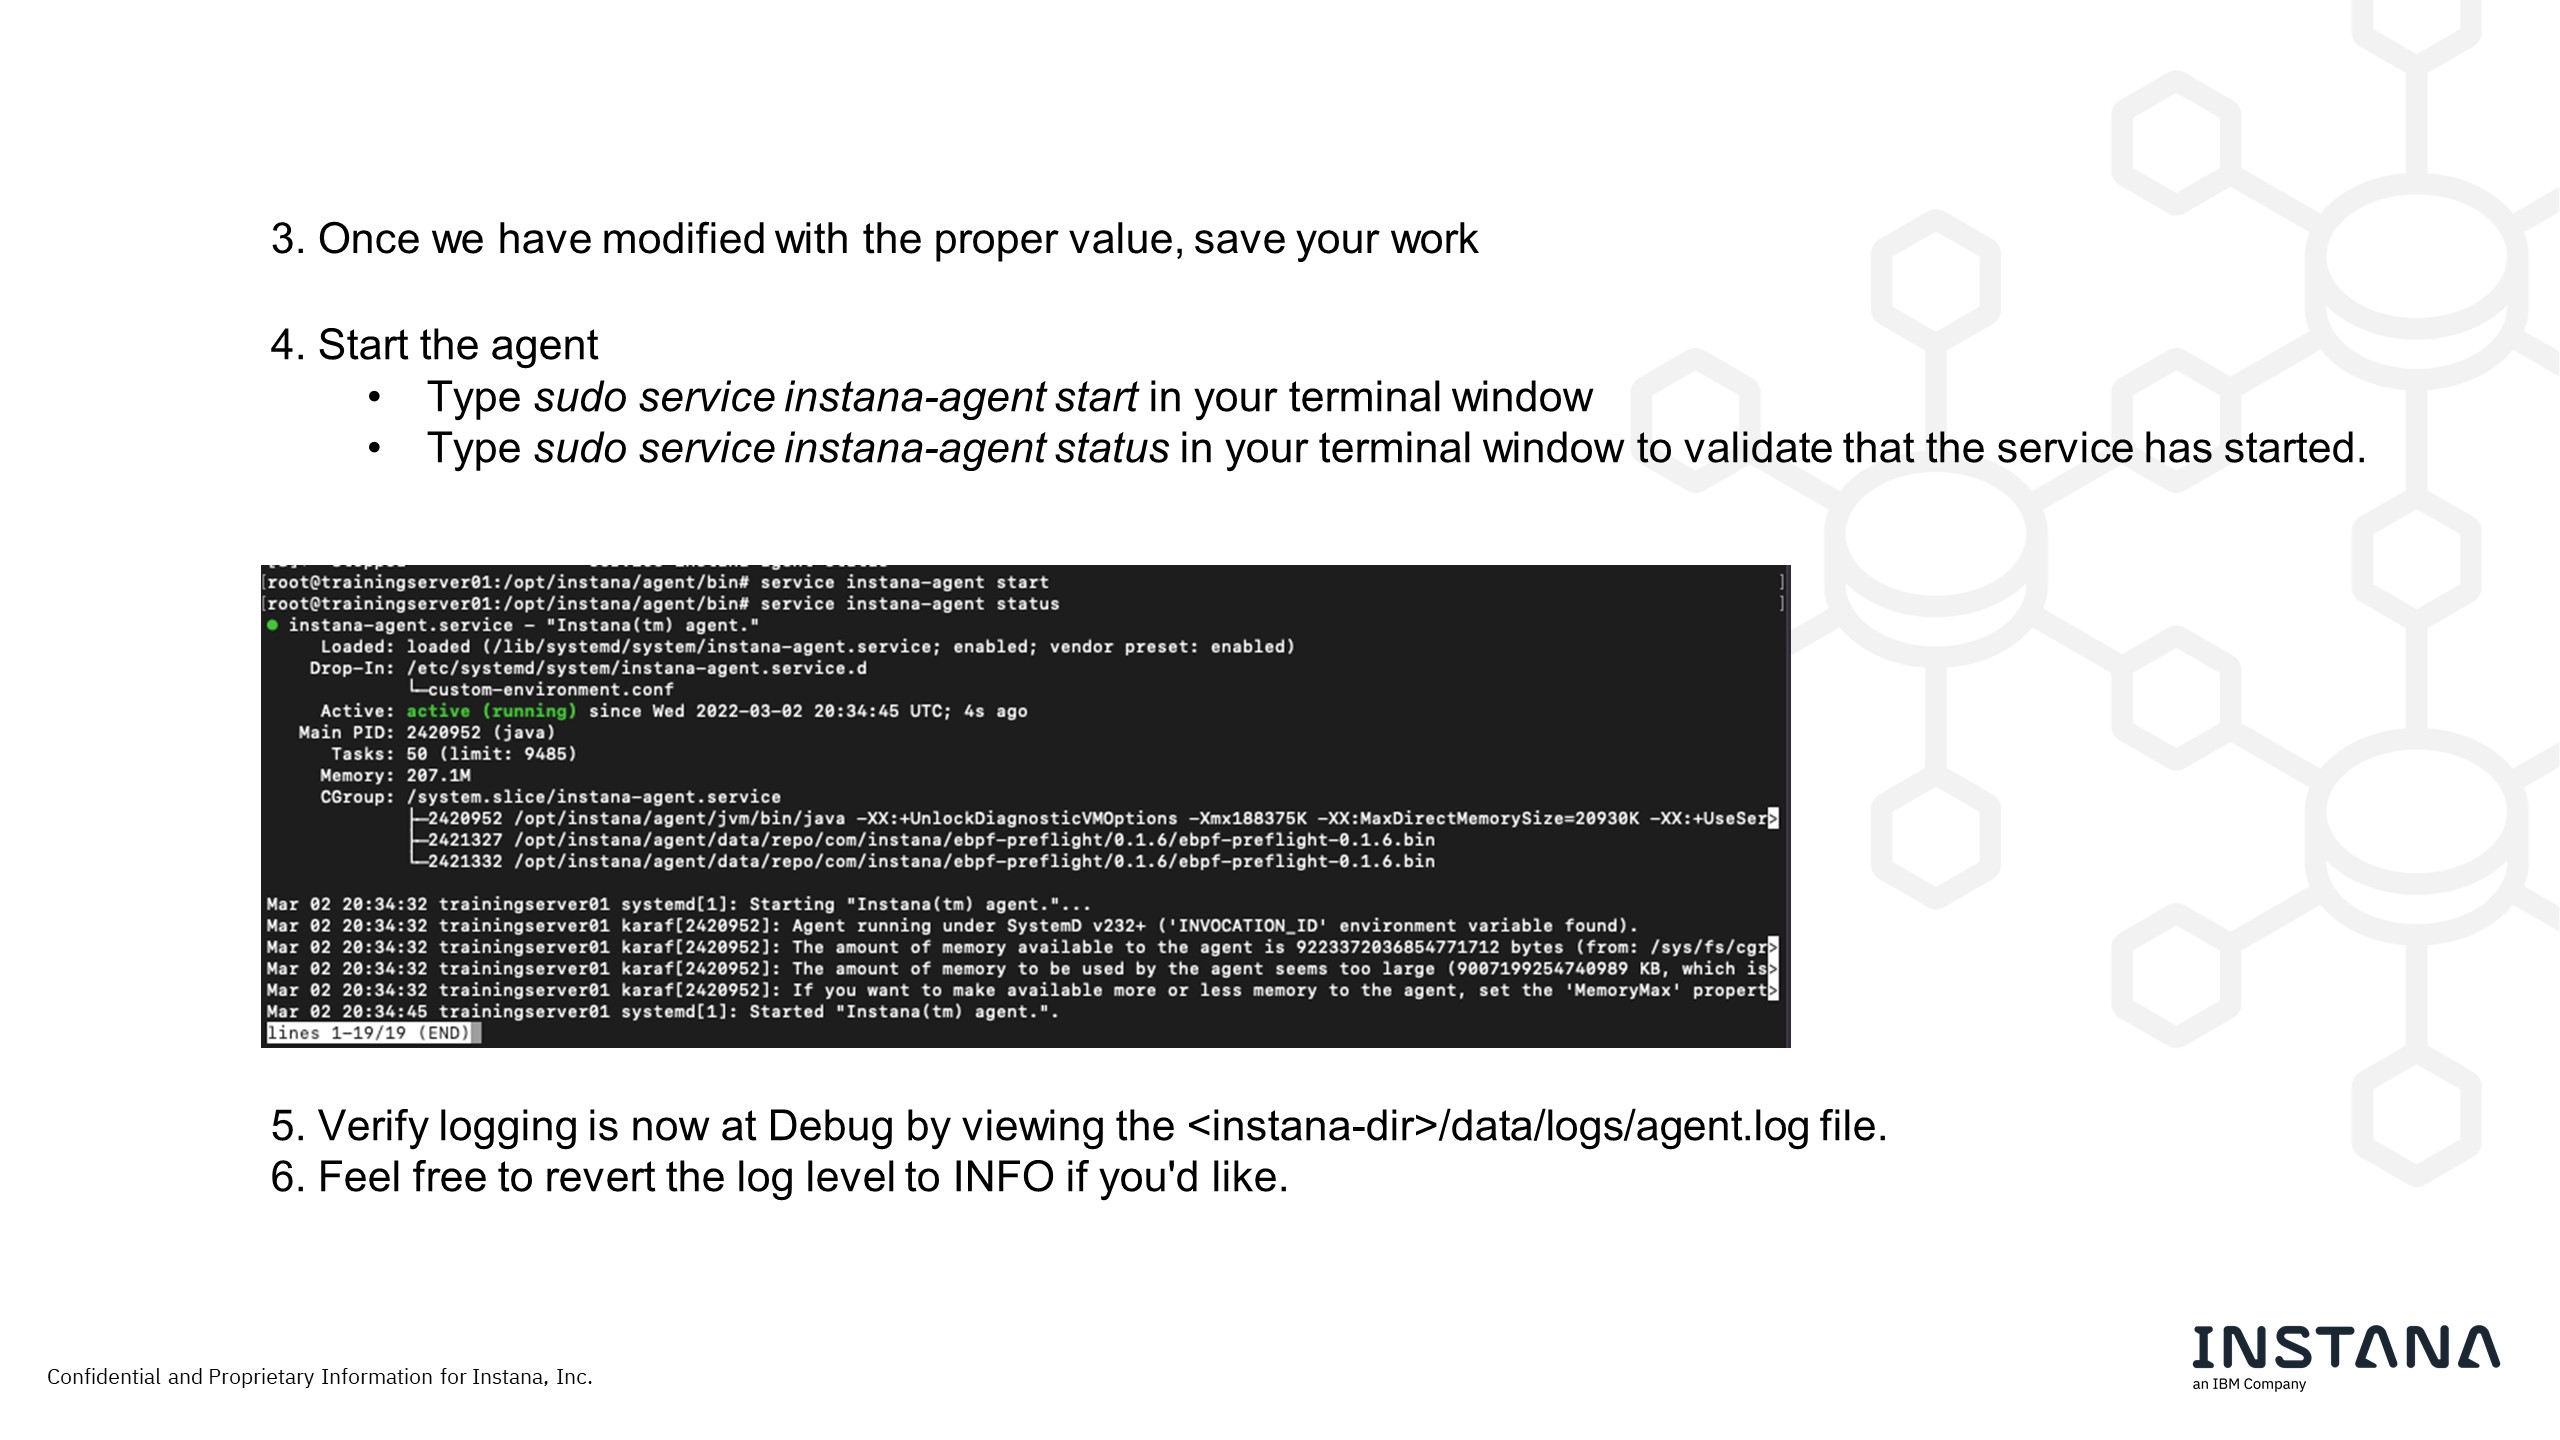 3. Once we have modified with the proper value, save your work
4. Start the agent
• Type sudo service instana-agent start in your terminal window
• Type sudo service instana-agent status in your terminal window to validate that the service has started.
[root@trainingserver01:/opt/instana/agent/bin# service instana-agent start ]
[root@trainingserver01:/opt/instana/agent/bin# service instana-agent status ]
● instana-agent.service - "Instana(tm) agent."
Loaded: loaded (/lib/systemd/system/instana-agent.service; enabled; vendor preset: enabled)
Drop-In: /etc/systemd/system/instana-agent.service.d
└─custom-environment.conf
Active: active (running) since Wed 2022-03-02 20:34:45 UTC; 4s ago
Main PID: 2420952 (java)
Tasks: 50 (limit: 9485)
Memory: 207.1M
CGroup: /system.slice/instana-agent.service
├─2420952 /opt/instana/agent/jvm/bin/java -XX:+UnlockDiagnosticVMOptions -Xmx188375K -XX:MaxDirectMemorySize=20930K -XX:+UseSer>
├─2421327 /opt/instana/agent/data/repo/com/instana/ebpf-preflight/0.1.6/ebpf-preflight-0.1.6.bin
└─2421332 /opt/instana/agent/data/repo/com/instana/ebpf-preflight/0.1.6/ebpf-preflight-0.1.6.bin
Mar 02 20:34:32 trainingserver01 systemd[1]: Starting "Instana(tm) agent."...
Mar 02 20:34:32 trainingserver01 karaf[2420952]: Agent running under SystemD v232+ ('INVOCATION_ID' environment variable found).
Mar 02 20:34:32 trainingserver01 karaf[2420952]: The amount of memory available to the agent is 9223372036854771712 bytes (from: /sys/fs/cgr>
Mar 02 20:34:32 trainingserver01 karaf[2420952]: The amount of memory to be used by the agent seems too large (9007199254740989 KB, which is>
Mar 02 20:34:32 trainingserver01 karaf[2420952]: If you want to make available more or less memory to the agent, set the 'MemoryMax' propert>
Mar 02 20:34:45 trainingserver01 systemd[1]: Started "Instana(tm) agent.".
lines 1-19/19 (END)
5. Verify logging is now at Debug by viewing the <instana-dir>/data/logs/agent.log file.
6. Feel free to revert the log level to INFO if you'd like.
Confidential and Proprietary Information for Instana, Inc.
INSTANA
an IBM Company